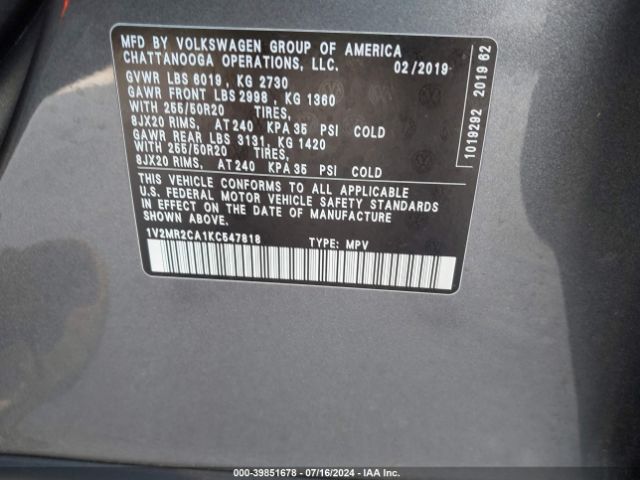 MFD BY VOLKSWAGEN GROUP OF AMERICA
CHATTANOOGA OPERATIONS, LLC. 02/2019
GVWR LBS 6019 , KG 2730
GAWR FRONT LBS 2998 , KG 1360
WITH 255/50R20 TIRES,
8JX20 RIMS, AT 240 KPA 35 PSI COLD
GAWR REAR LBS 3131, KG 1420
WITH 255/50R20 TIRES,
8JX20 RIMS, AT 240 KPA 35 PSI COLD
THIS VEHICLE CONFORMS TO ALL APPLICABLE
U.S. FEDERAL MOTOR VEHICLE SAFETY STANDARDS
IN EFFECT ON THE DATE OF MANUFACTURE
SHOWN ABOVE.
1V2MR2CA1KC547818 TYPE: MPV
1019292 2019 62
000-39851678 - 07/16/2024 - IAA Inc.